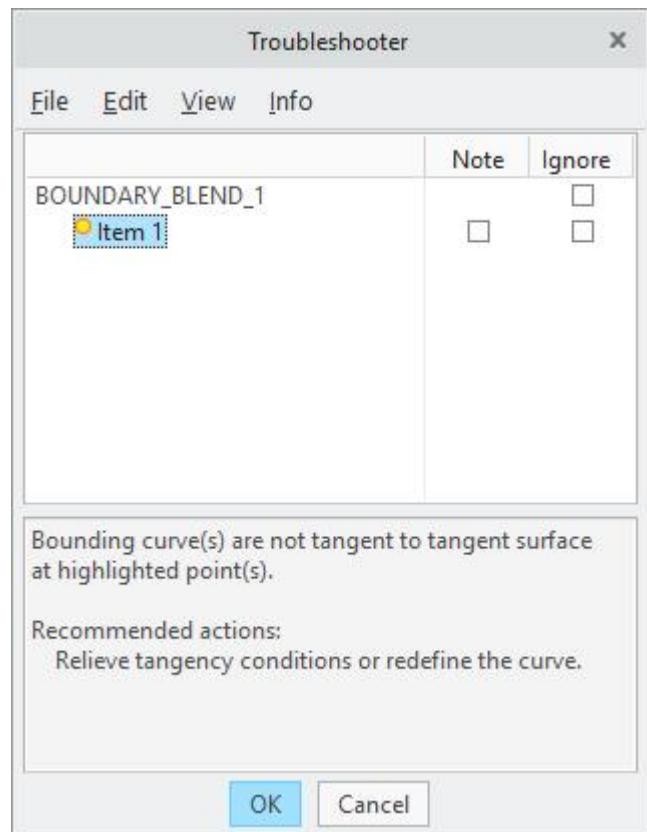 Troubleshooter
File Edit View Info
Note Ignore
BOUNDARY_BLEND_1
Item 1
Bounding curve(s) are not tangent to tangent surface
at highlighted point(s).
Recommended actions:
Relieve tangency conditions or redefine the curve.
OK Cancel